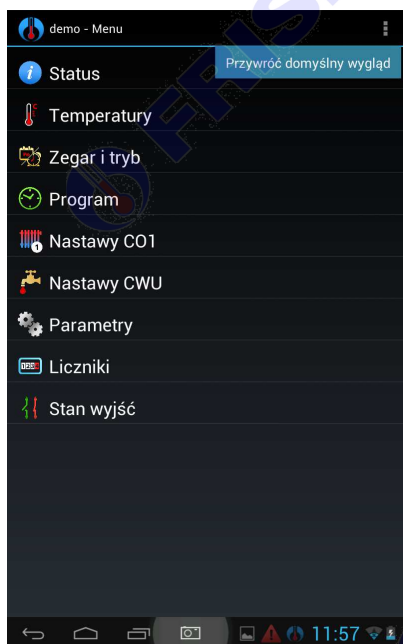 demo - Menu
Przywróć domyślny wygląd
Status
Temperatury
Zegar i tryb
Program
Nastawy CO1
1
Nastawy CWU
Parametry
Liczniki
Stan wyjść
11:57